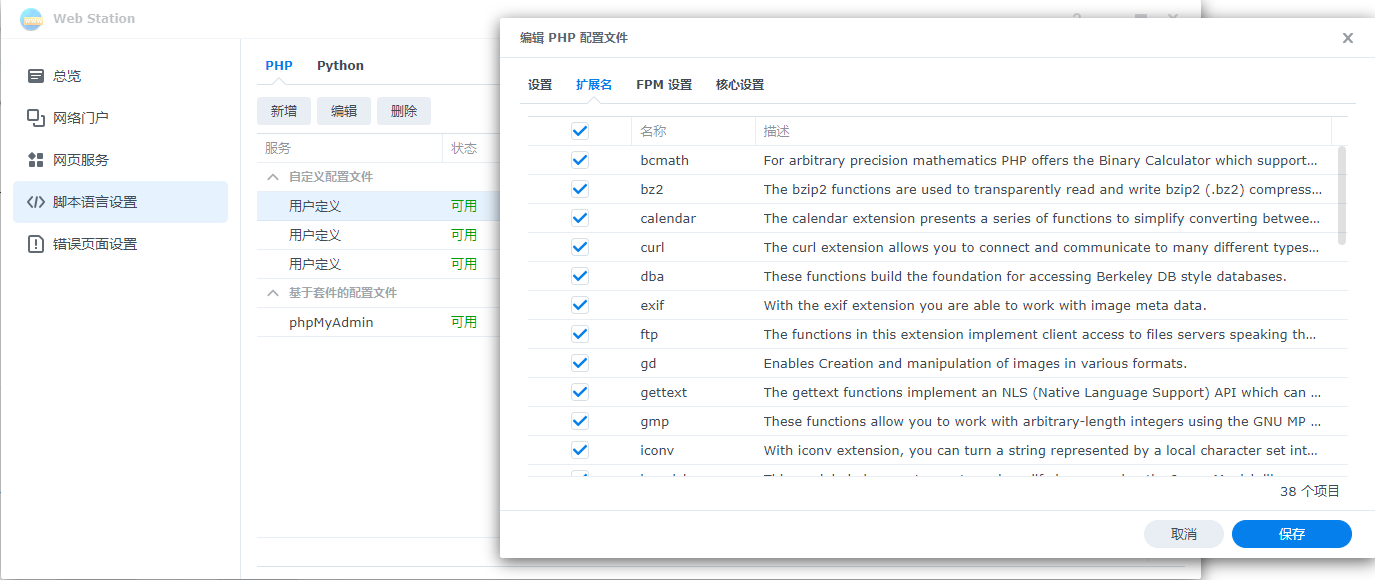 Web Station
总览
网络门户
网页服务
脚本语言设置
错误页面设置
PHP Python
新增 编辑 删除
服务 状态
自定义配置文件
用户定义 可用
用户定义 可用
用户定义 可用
基于套件的配置文件
phpMyAdmin 可用
编辑 PHP 配置文件
设置 扩展名 FPM 设置 核心设置
名称 描述
bcmath For arbitrary precision mathematics PHP offers the Binary Calculator which support...
bz2 The bzip2 functions are used to transparently read and write bzip2 (.bz2) compress...
calendar The calendar extension presents a series of functions to simplify converting betwee...
curl The curl extension allows you to connect and communicate to many different types...
dba These functions build the foundation for accessing Berkeley DB style databases.
exif With the exif extension you are able to work with image meta data.
ftp The functions in this extension implement client access to files servers speaking th...
gd Enables Creation and manipulation of images in various formats.
gettext The gettext functions implement an NLS (Native Language Support) API which can ...
gmp These functions allow you to work with arbitrary-length integers using the GNU MP ...
iconv With iconv extension, you can turn a string represented by a local character set int...
38 个项目
取消 保存